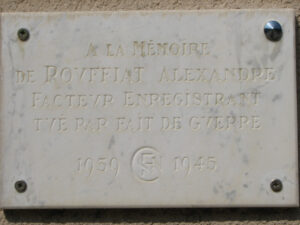 A LA MÉMOIRE
DE ROUFFIAT ALEXANDRE
FACTEUR ENREGISTRANT
TUÉ PAR FAIT DE GUERRE
1939 1945